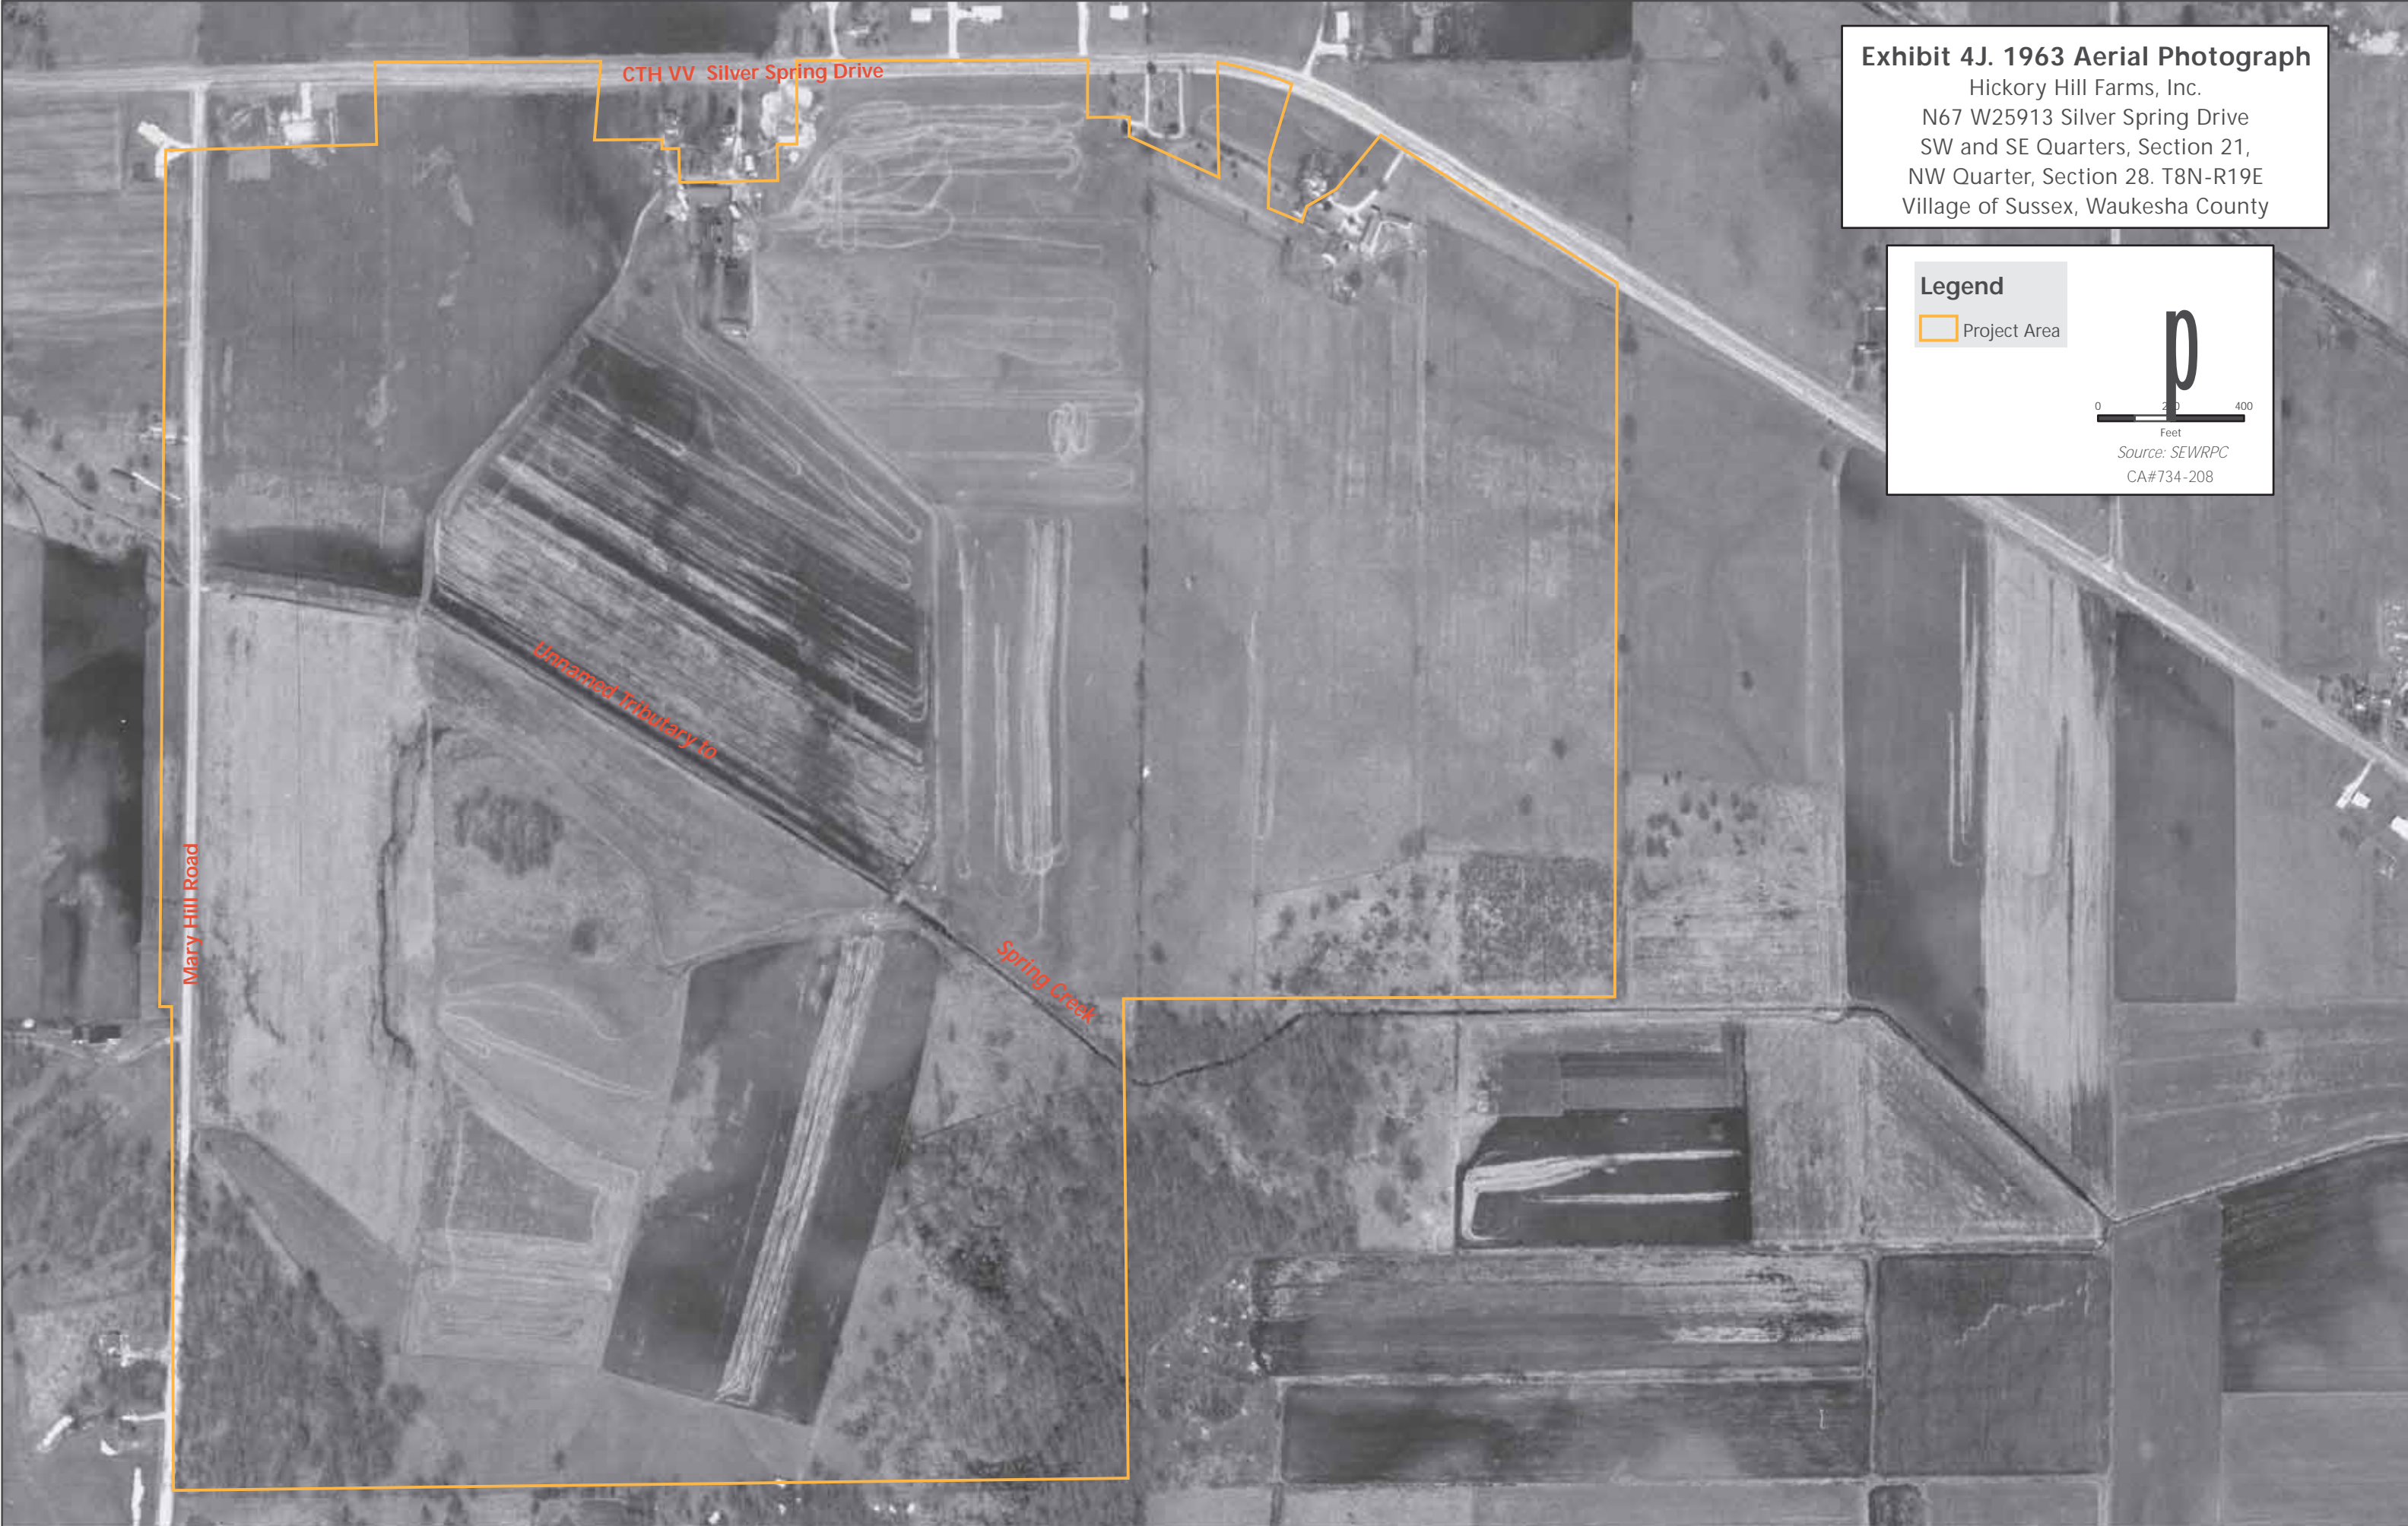 Exhibit 4J. 1963 Aerial Photograph
Hickory Hill Farms, Inc.
N67 W25913 Silver Spring Drive
SW and SE Quarters, Section 21,
NW Quarter, Section 28. T8N-R19E
Village of Sussex, Waukesha County
CTH VV Silver Spring Drive
Legend
Project Area
p
0 400
Feet
Source: SEWRPC
CA#734-208
Unnamed Tributary to
Spring Creek
Mary Hill Road